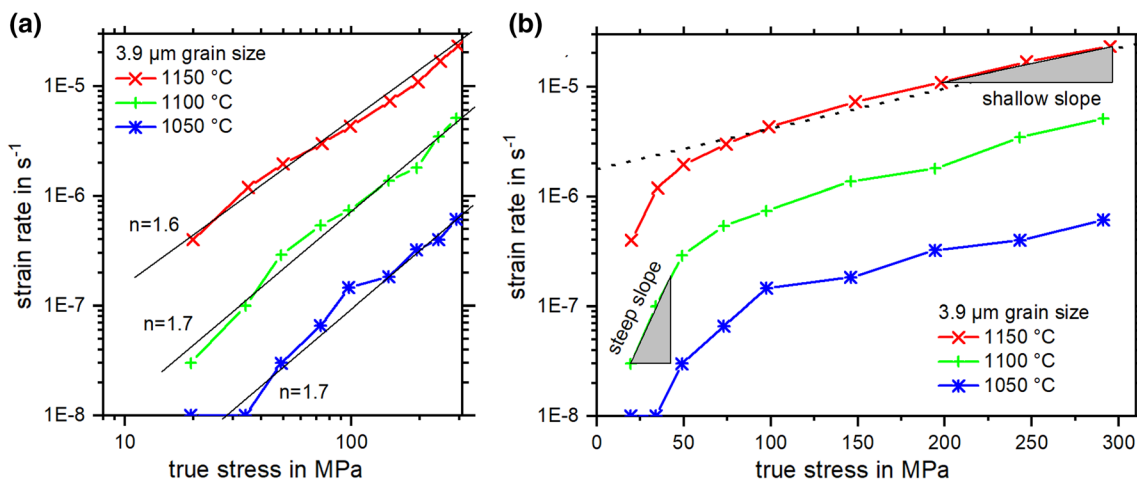 (a)
3.9 µm grain size
1150 °C
1100 °C
1050 °C
1E-5
1E-6
1E-7
1E-8
n=1.6
n=1.7
n=1.7
10
100
strain rate in s⁻¹
true stress in MPa
(b)
1E-5
1E-6
1E-7
1E-8
shallow slope
steep slope
3.9 µm grain size
1150 °C
1100 °C
1050 °C
0
50
100
150
200
250
300
strain rate in s⁻¹
true stress in MPa